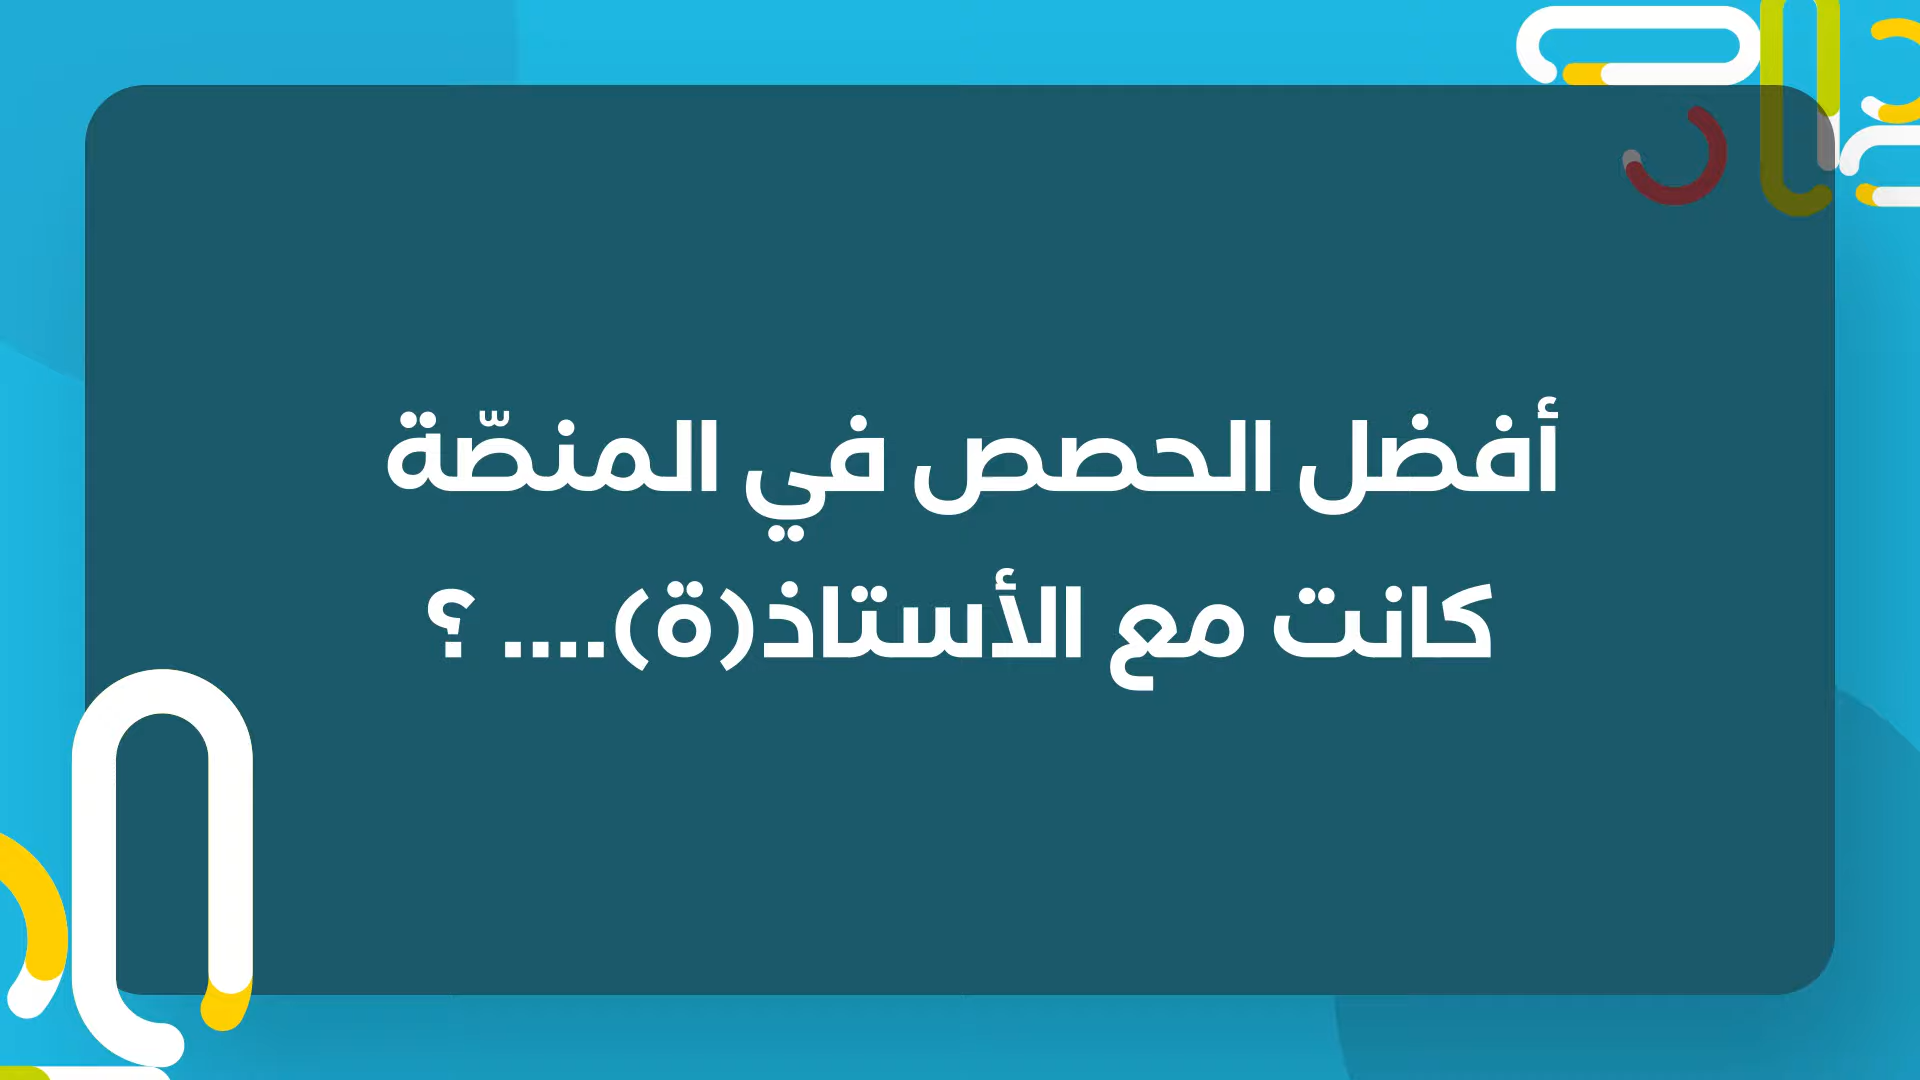 أفضل الحصص في المنصّة
كانت مع الأستاذ(ة).... ؟